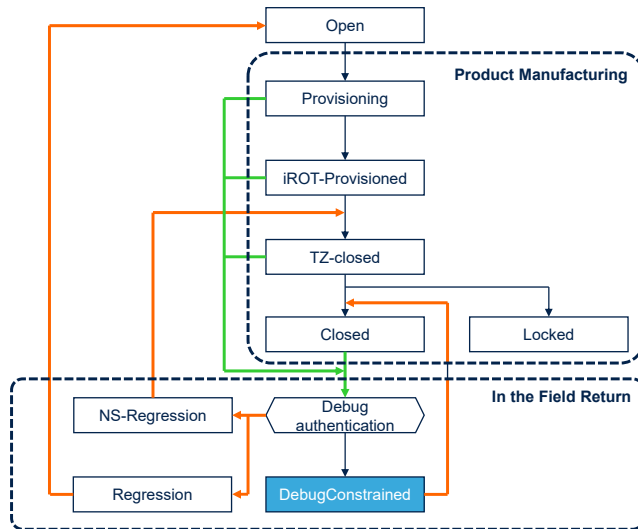 Open
Product Manufacturing
Provisioning
iROT-Provisioned
TZ-closed
Closed
Locked
In the Field Return
NS-Regression
Debug
authentication
Regression
DebugConstrained